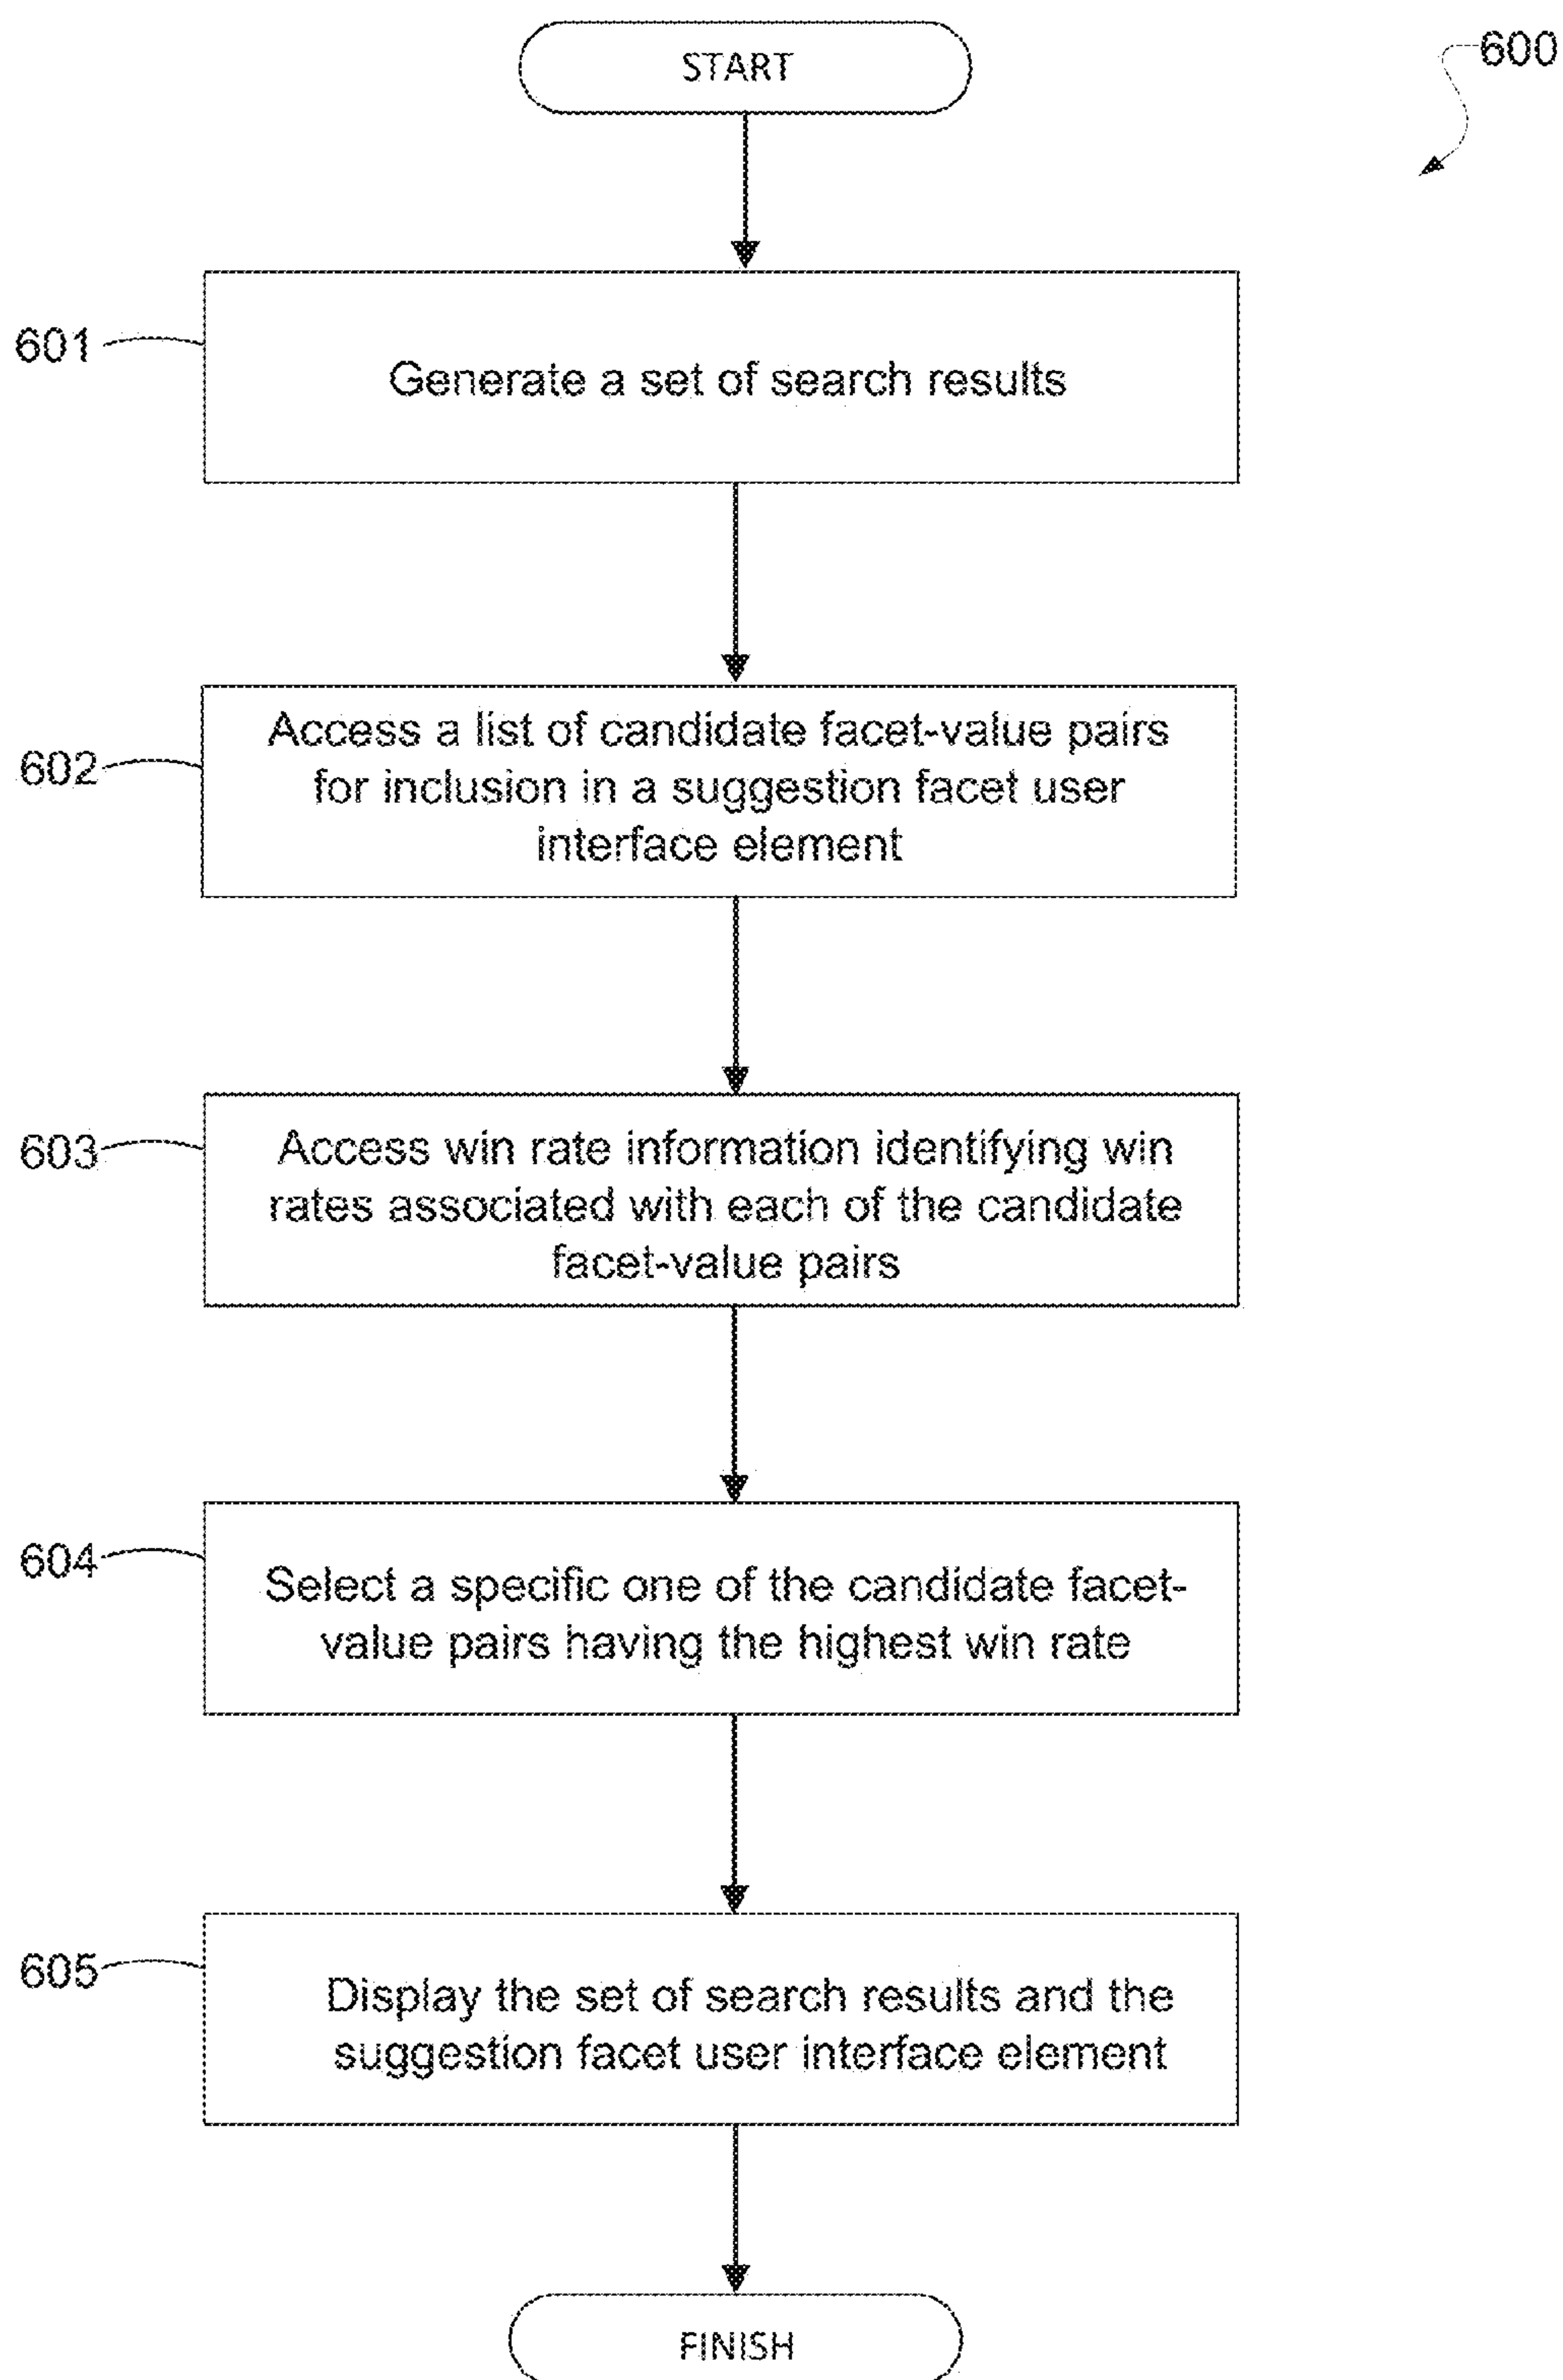 START
600
601
Generate a set of search results
602
Access a list of candidate facet-value pairs
for inclusion in a suggestion facet user
interface element
603
Access win rate information identifying win
rates associated with each of the candidate
facet-value pairs
604
Select a specific one of the candidate facet-
value pairs having the highest win rate
605
Display the set of search results and the
suggestion facet user interface element
FINISH